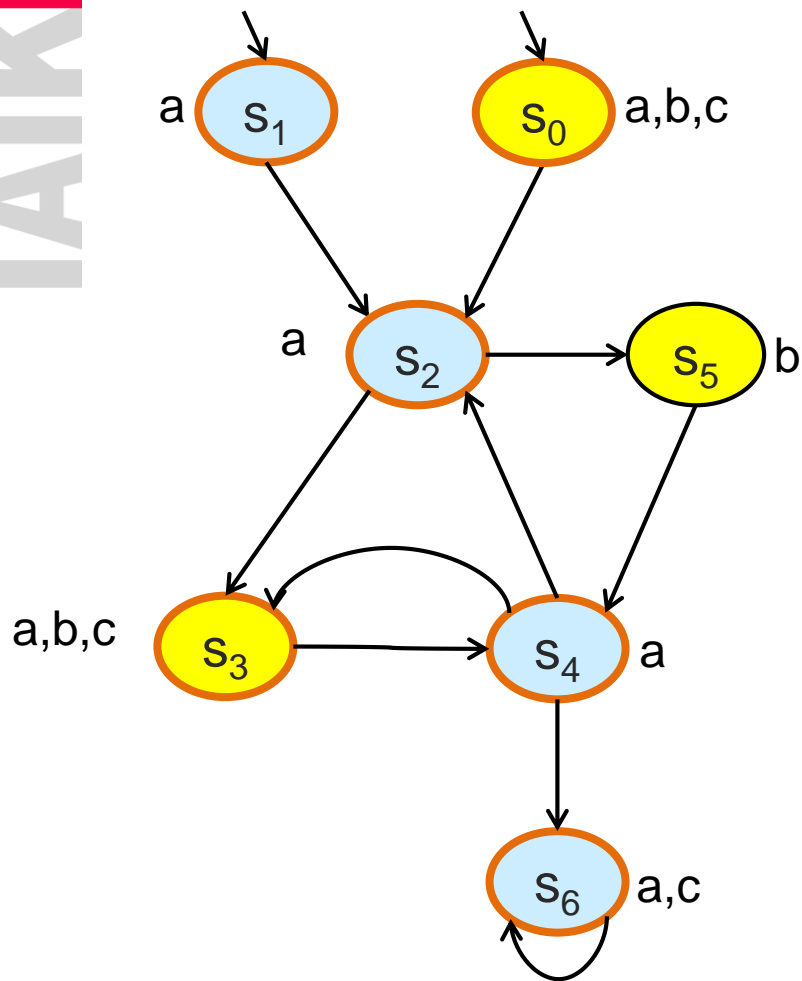 IAIK
a s₁ s₀ a,b,c
a s₂ s₅ b
a,b,c s₃ s₄ a
s₆ a,c